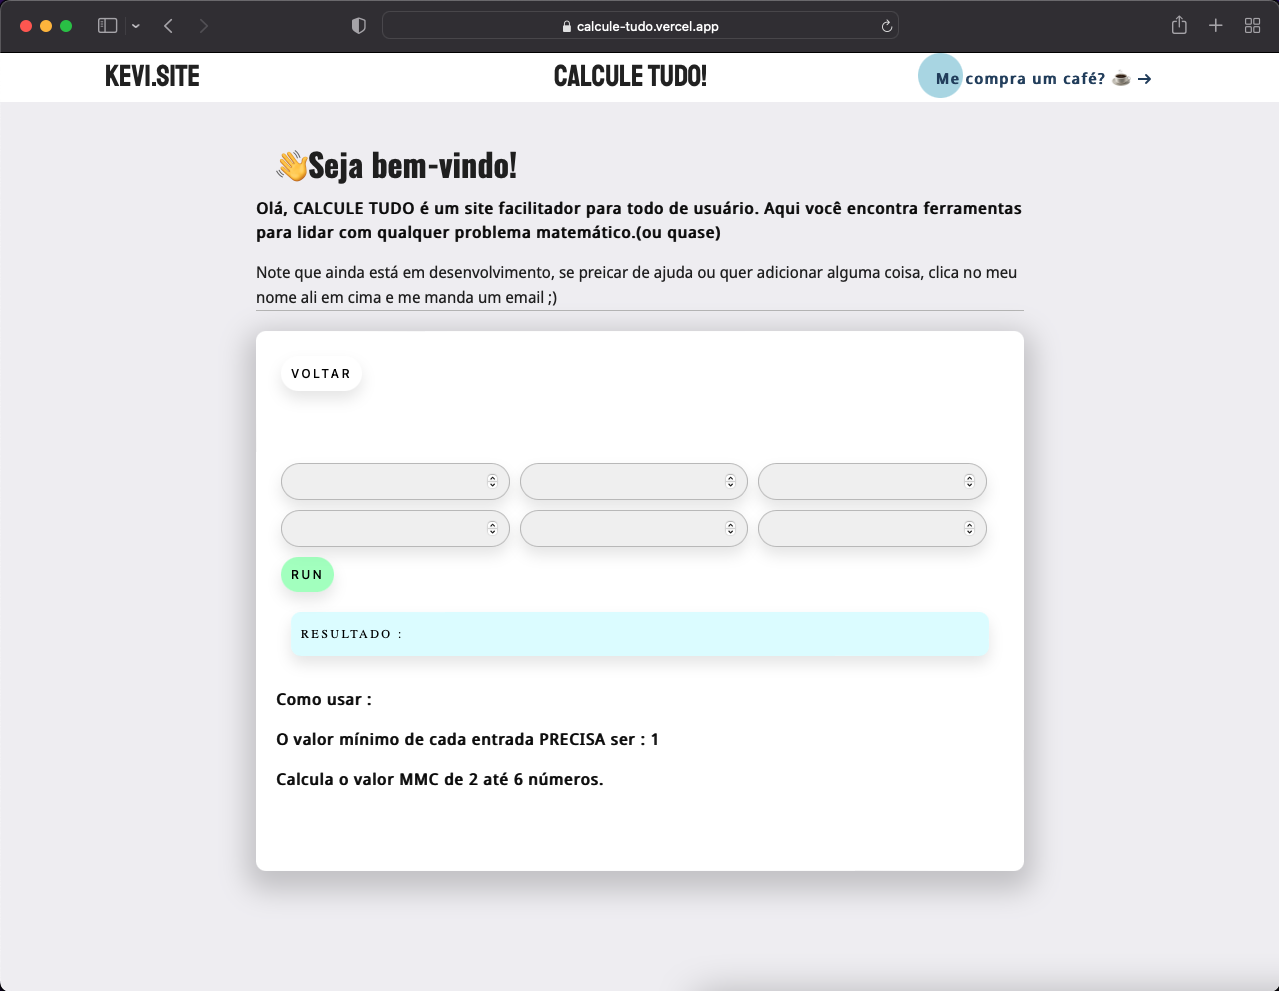 calcule-tudo.vercel.app
KEVI.SITE
CALCULE TUDO!
Me compra um café? ☕ →
👋Seja bem-vindo!
Olá, CALCULE TUDO é um site facilitador para todo de usuário. Aqui você encontra ferramentas
para lidar com qualquer problema matemático.(ou quase)
Note que ainda está em desenvolvimento, se preicar de ajuda ou quer adicionar alguma coisa, clica no meu
nome ali em cima e me manda um email ;)
VOLTAR
RUN
RESULTADO :
Como usar :
O valor mínimo de cada entrada PRECISA ser : 1
Calcula o valor MMC de 2 até 6 números.